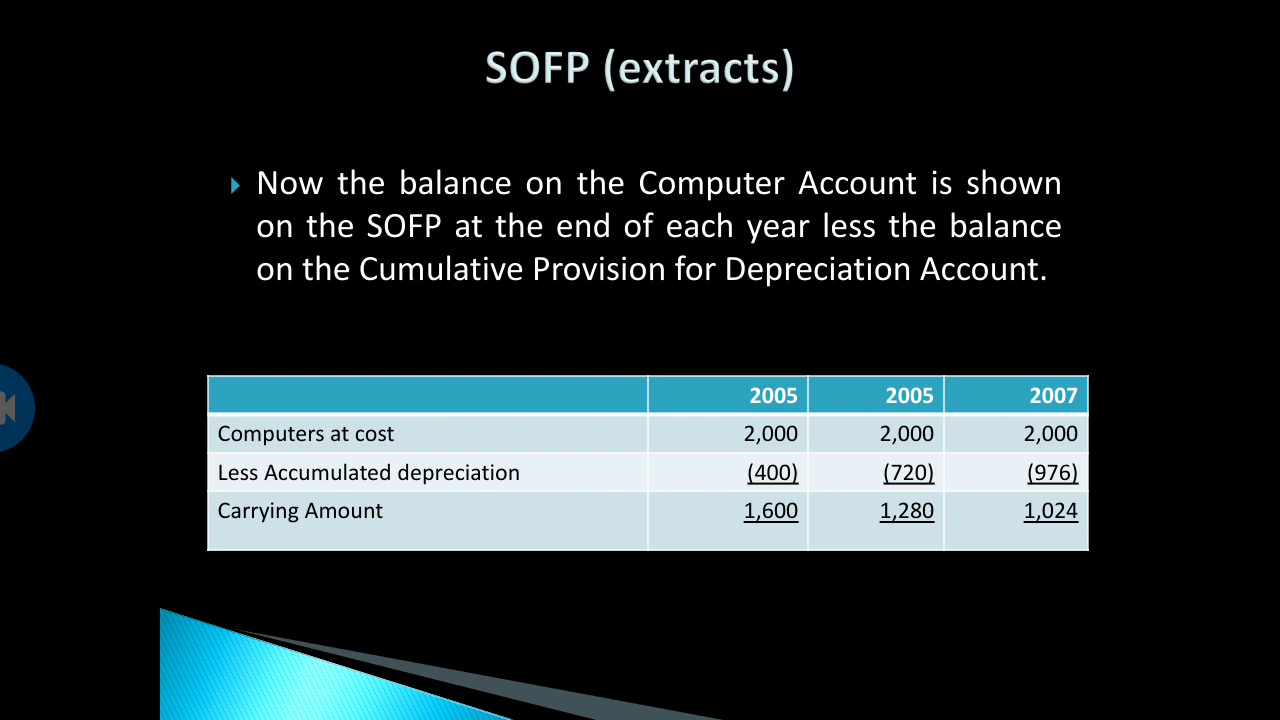 SOFP (extracts)
Now the balance on the Computer Account is shown
on the SOFP at the end of each year less the balance
on the Cumulative Provision for Depreciation Account.
2005 2005 2007
Computers at cost 2,000 2,000 2,000
Less Accumulated depreciation (400) (720) (976)
Carrying Amount 1,600 1,280 1,024